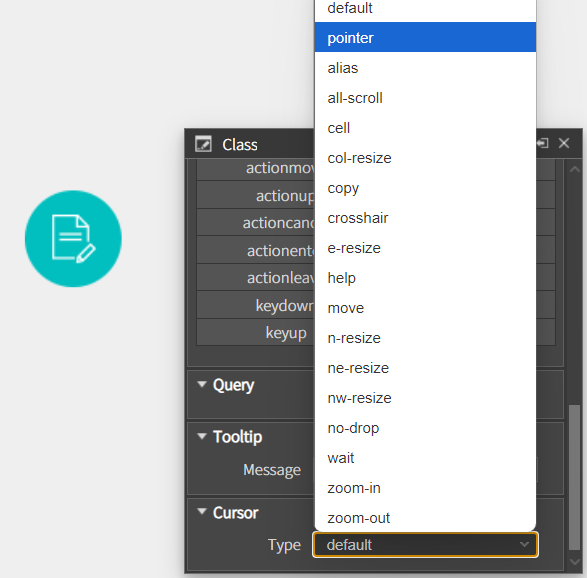 default
pointer
alias
all-scroll
Class
cell
col-resize
actionmov
copy
actionup
crosshair
actioncanc
e-resize
actionente
help
actionleav
move
keydown
n-resize
keyup
ne-resize
Query
nw-resize
no-drop
Tooltip
wait
Message
zoom-in
Cursor
zoom-out
Type default